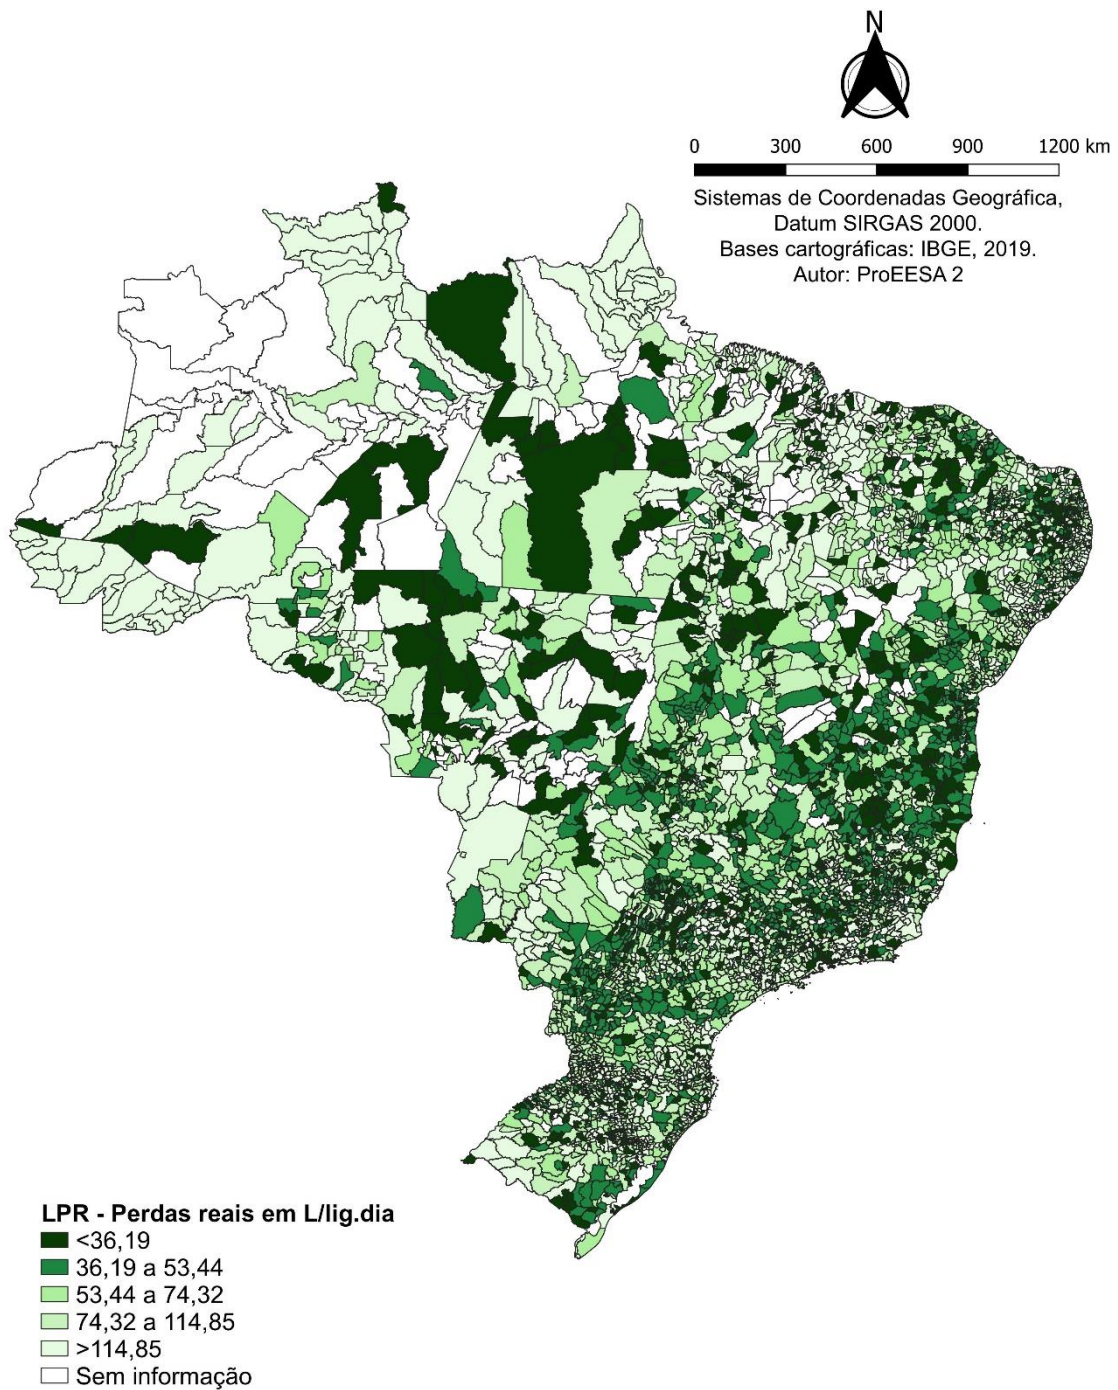 N
0 300 600 900 1200 km
Sistemas de Coordenadas Geográfica,
Datum SIRGAS 2000.
Bases cartográficas: IBGE, 2019.
Autor: ProEESA 2
LPR - Perdas reais em L/lig.dia
<36,19
36,19 a 53,44
53,44 a 74,32
74,32 a 114,85
>114,85
Sem informação